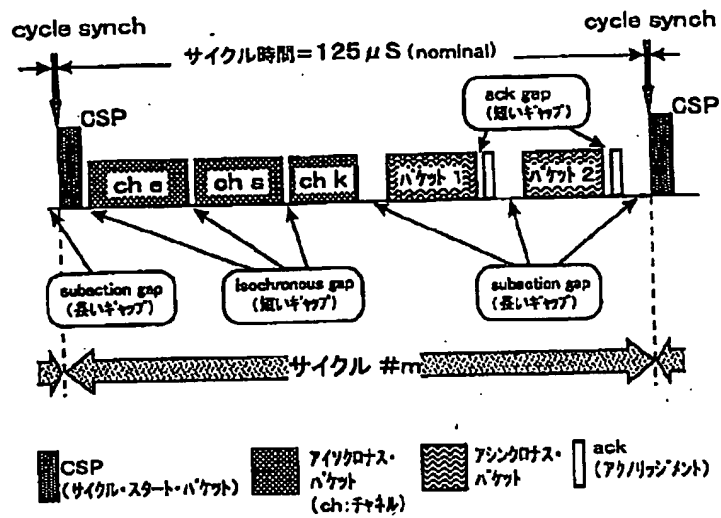 cycle synch
cycle synch
サイクル時間=125μS (nominal)
CSP
ack gap
(短いギャップ)
CSP
ch e
ch s
ch k
パケット 1
パケット 2
subaction gap
(長いギャップ)
isochronous gap
(短いギャップ)
subaction gap
(長いギャップ)
サイクル #m
CSP
(サイクル・スタート・パケット)
アイソクロナス・
パケット
(ch:チャネル)
アシンクロナス・
パケット
ack
(アクノリッジメント)